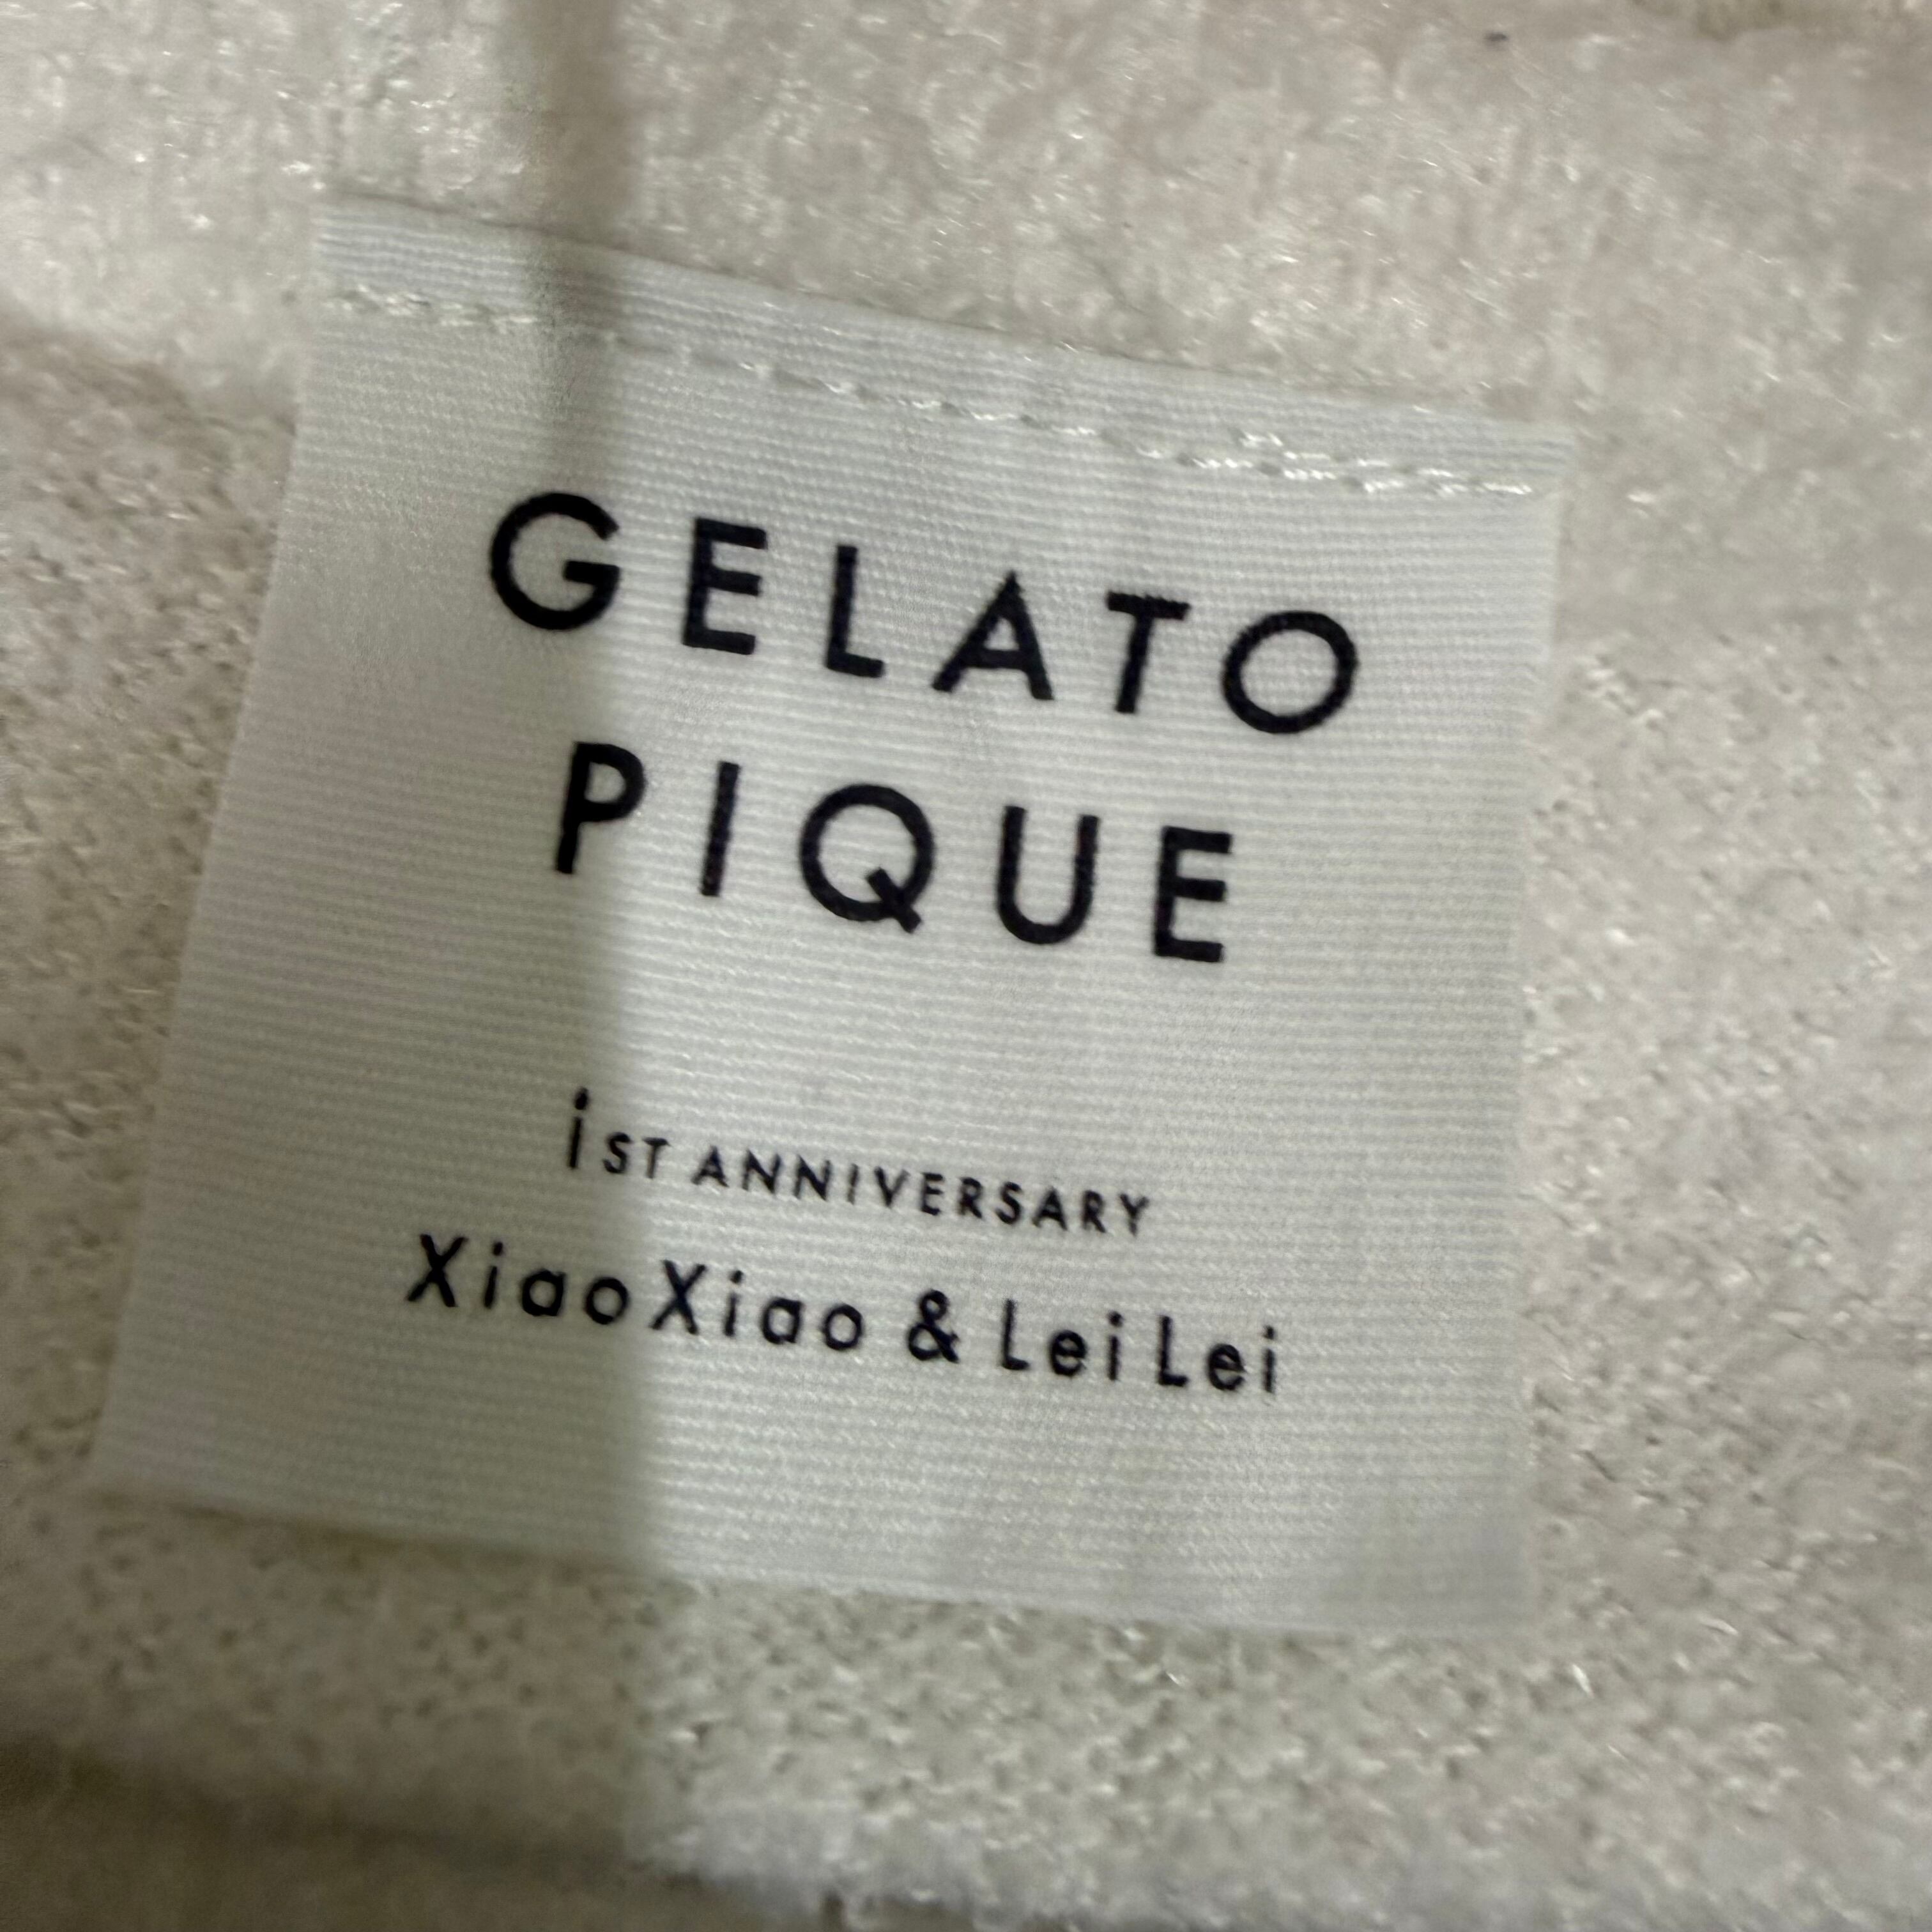 GELATO
PIQUE
1ST ANNIVERSARY
XiaoXiao & LeiLei